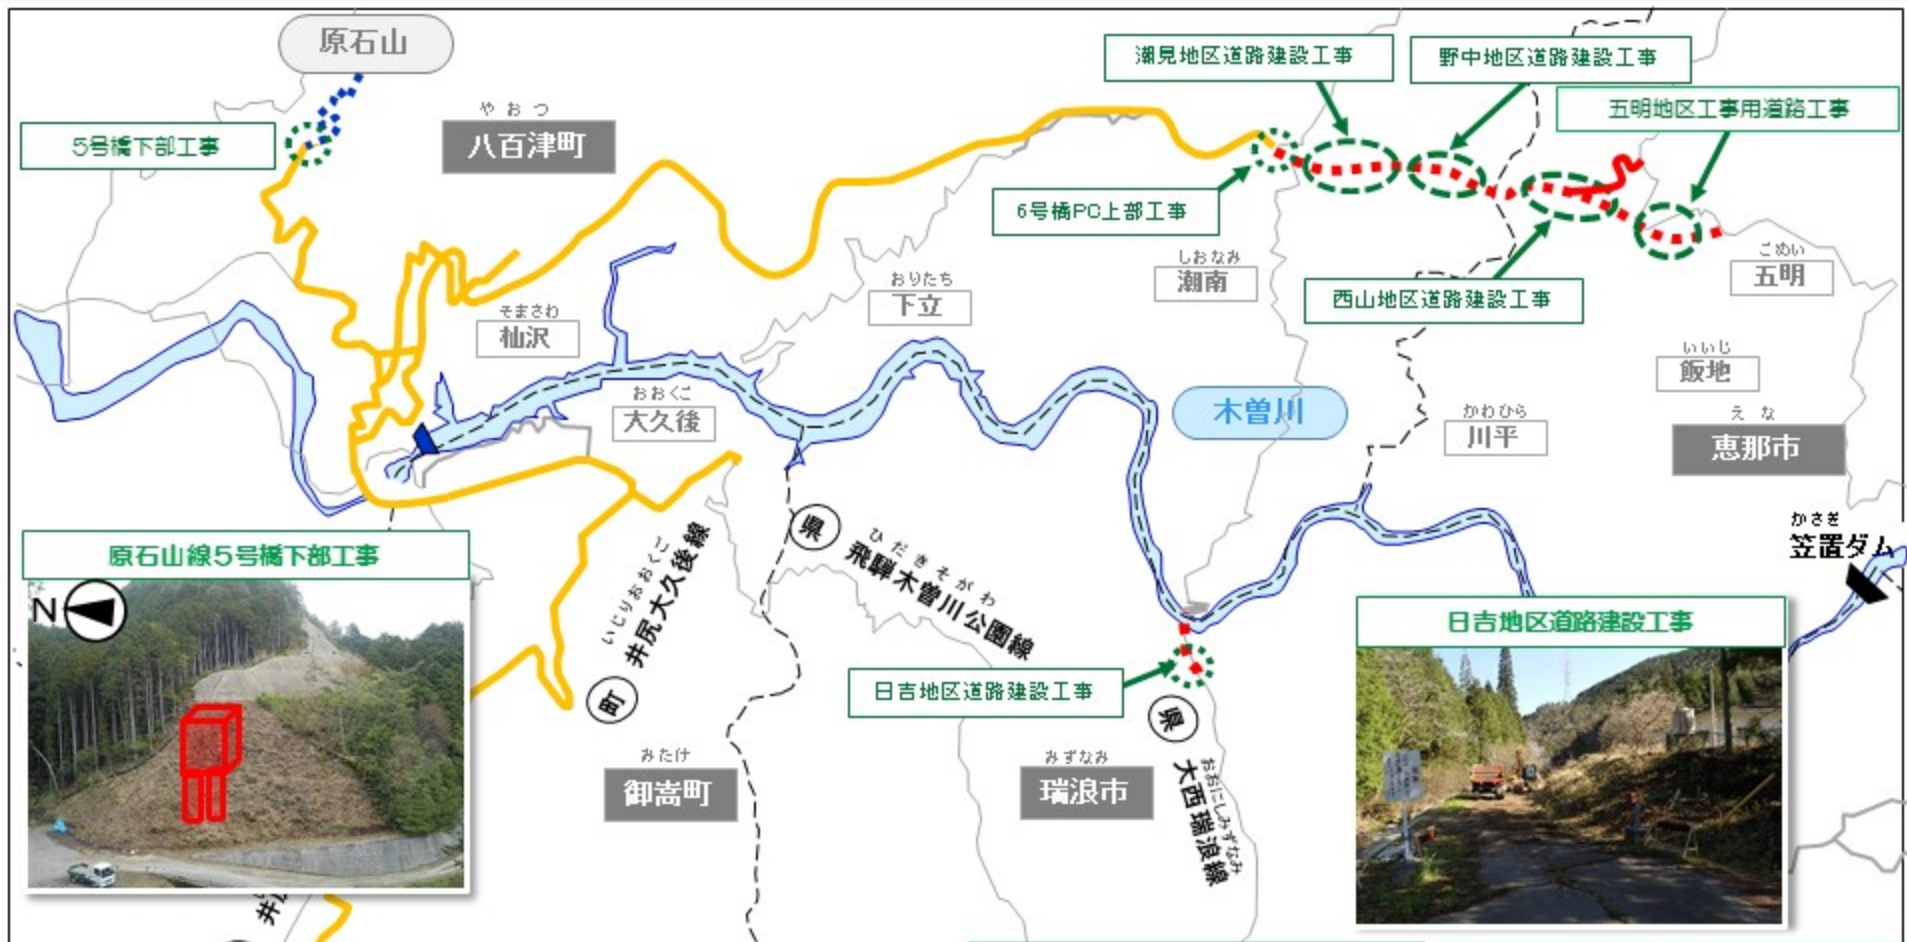 原石山
潮見地区道路建設工事
野中地区道路建設工事
五明地区工事用道路工事
5号橋下部工事
やおつ
八百津町
6号橋PC上部工事
しおなみ
潮南
ごめい
五明
西山地区道路建設工事
おりたち
下立
そまさわ
杣沢
いいじ
飯地
おおくご
大久後
木曽川
かわひら
川平
えな
恵那市
かさぎ
笠置ダム
県
ひだきそがわ
飛騨木曽川公園線
井尻大久後線
町
原石山線5号橋下部工事
N
日吉地区道路建設工事
日吉地区道路建設工事
県
おおにしみずなみ
大西瑞浪線
みたけ
御嵩町
みずなみ
瑞浪市